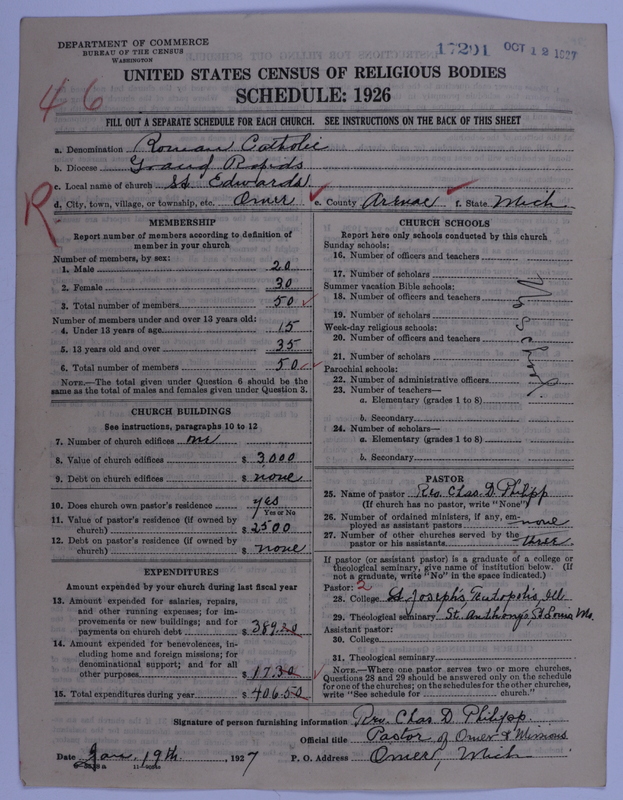 DEPARTMENT OF COMMERCE
BUREAU OF THE CENSUS
WASHINGTON
17291 OCT 12 1927
UNITED STATES CENSUS OF RELIGIOUS BODIES
SCHEDULE: 1926
46
FILL OUT A SEPARATE SCHEDULE FOR EACH CHURCH. SEE INSTRUCTIONS ON THE BACK OF THIS SHEET
a. Denomination Roman Catholic
b. Diocese Grand Rapids
c. Local name of church St Edwards
R
d. City, town, village, or township, etc. Omer e. County Arenac f. State Mich
MEMBERSHIP
Report number of members according to definition of
member in your church
Number of members, by sex:
1. Male 20
2. Female 30
3. Total number of members 50
Number of members under and over 13 years old:
4. Under 13 years of age 15
5. 13 years old and over 35
6. Total number of members 50
NOTE.—The total given under Question 6 should be
same as the total of males and females given under Question 3.
CHURCH BUILDINGS
See instructions, paragraphs 10 to 12
7. Number of church edifices one
8. Value of church edifices $ 3000
9. Debt on church edifices $ none
10. Does church own pastor's residence yes
Yes or No
11. Value of pastor's residence (if owned by
church) $ 2500
12. Debt on pastor's residence (if owned by
church) $ none
EXPENDITURES
Amount expended by your church during last fiscal year
13. Amount expended for salaries, repairs,
and other running expenses; for im-
provements or new buildings; and for
payments on church debt $ 389.20
14. Amount expended for benevolences, in-
cluding home and foreign missions; for
denominational support; and for all
other purposes $ 17.30
15. Total expenditures during year $ 406.50
CHURCH SCHOOLS
Report here only schools conducted by this church
Sunday schools:
16. Number of officers and teachers
17. Number of scholars
Summer vacation Bible schools:
18. Number of officers and teachers
19. Number of scholars
Week-day religious schools:
20. Number of officers and teachers
21. Number of scholars
Parochial schools:
22. Number of administrative officers
23. Number of teachers—
a. Elementary (grades 1 to 8)
b. Secondary
24. Number of scholars—
a. Elementary (grades 1 to 8)
b. Secondary
No school.
PASTOR
25. Name of pastor Rev. Chas. D. Philipp
(If church has no pastor, write "None")
26. Number of ordained ministers, if any, em-
ployed as assistant pastors none
27. Number of other churches served by the
pastor or his assistants three
If pastor (or assistant pastor) is a graduate of a college or
theological seminary, give name of institution below. (If
not a graduate, write "No" in the space indicated.)
Pastor: 2
28. College St Josephs, Teutopolis, Ill
29. Theological seminary St. Anthony's, St Louis Mo.
Assistant pastor:
30. College
31. Theological seminary
NOTE.—Where one pastor serves two or more churches,
Questions 28 and 29 should be answered only on the schedule
for one of the churches; on the schedules for the other churches,
write "See schedule for church."
Signature of person furnishing information Rev. Chas D. Philipp
Official title Pastor of Omer & Missions
Date Jan. 19th, 1927 P. O. Address Omer, Mich